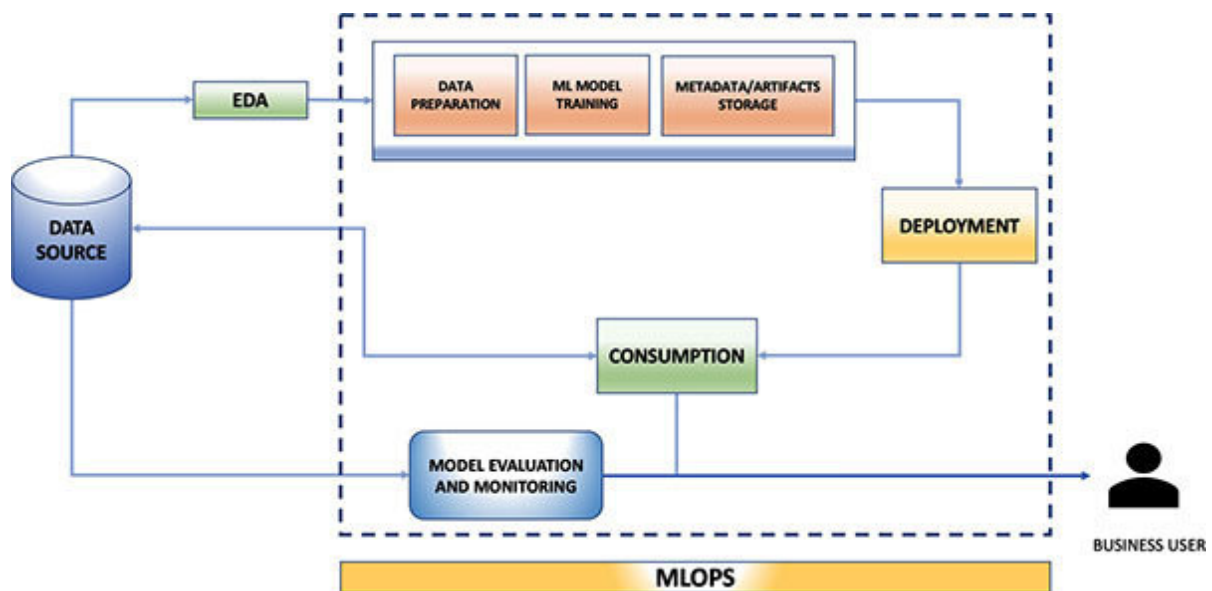 EDA
DATA
PREPARATION
ML MODEL
TRAINING
METADATA/ARTIFACTS
STORAGE
DATA
SOURCE
DEPLOYMENT
CONSUMPTION
MODEL EVALUATION
AND MONITORING
BUSINESS USER
MLOPS